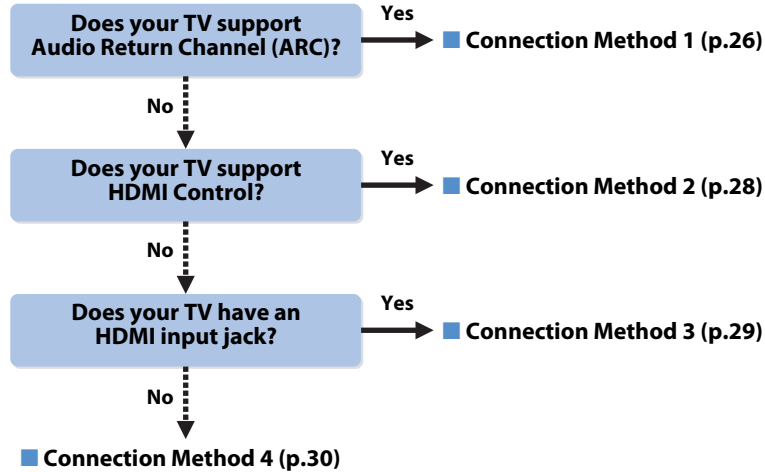 Does your TV support
Audio Return Channel (ARC)?
Yes
Connection Method 1 (p.26)
No
Does your TV support
HDMI Control?
Yes
Connection Method 2 (p.28)
No
Does your TV have an
HDMI input jack?
Yes
Connection Method 3 (p.29)
No
Connection Method 4 (p.30)